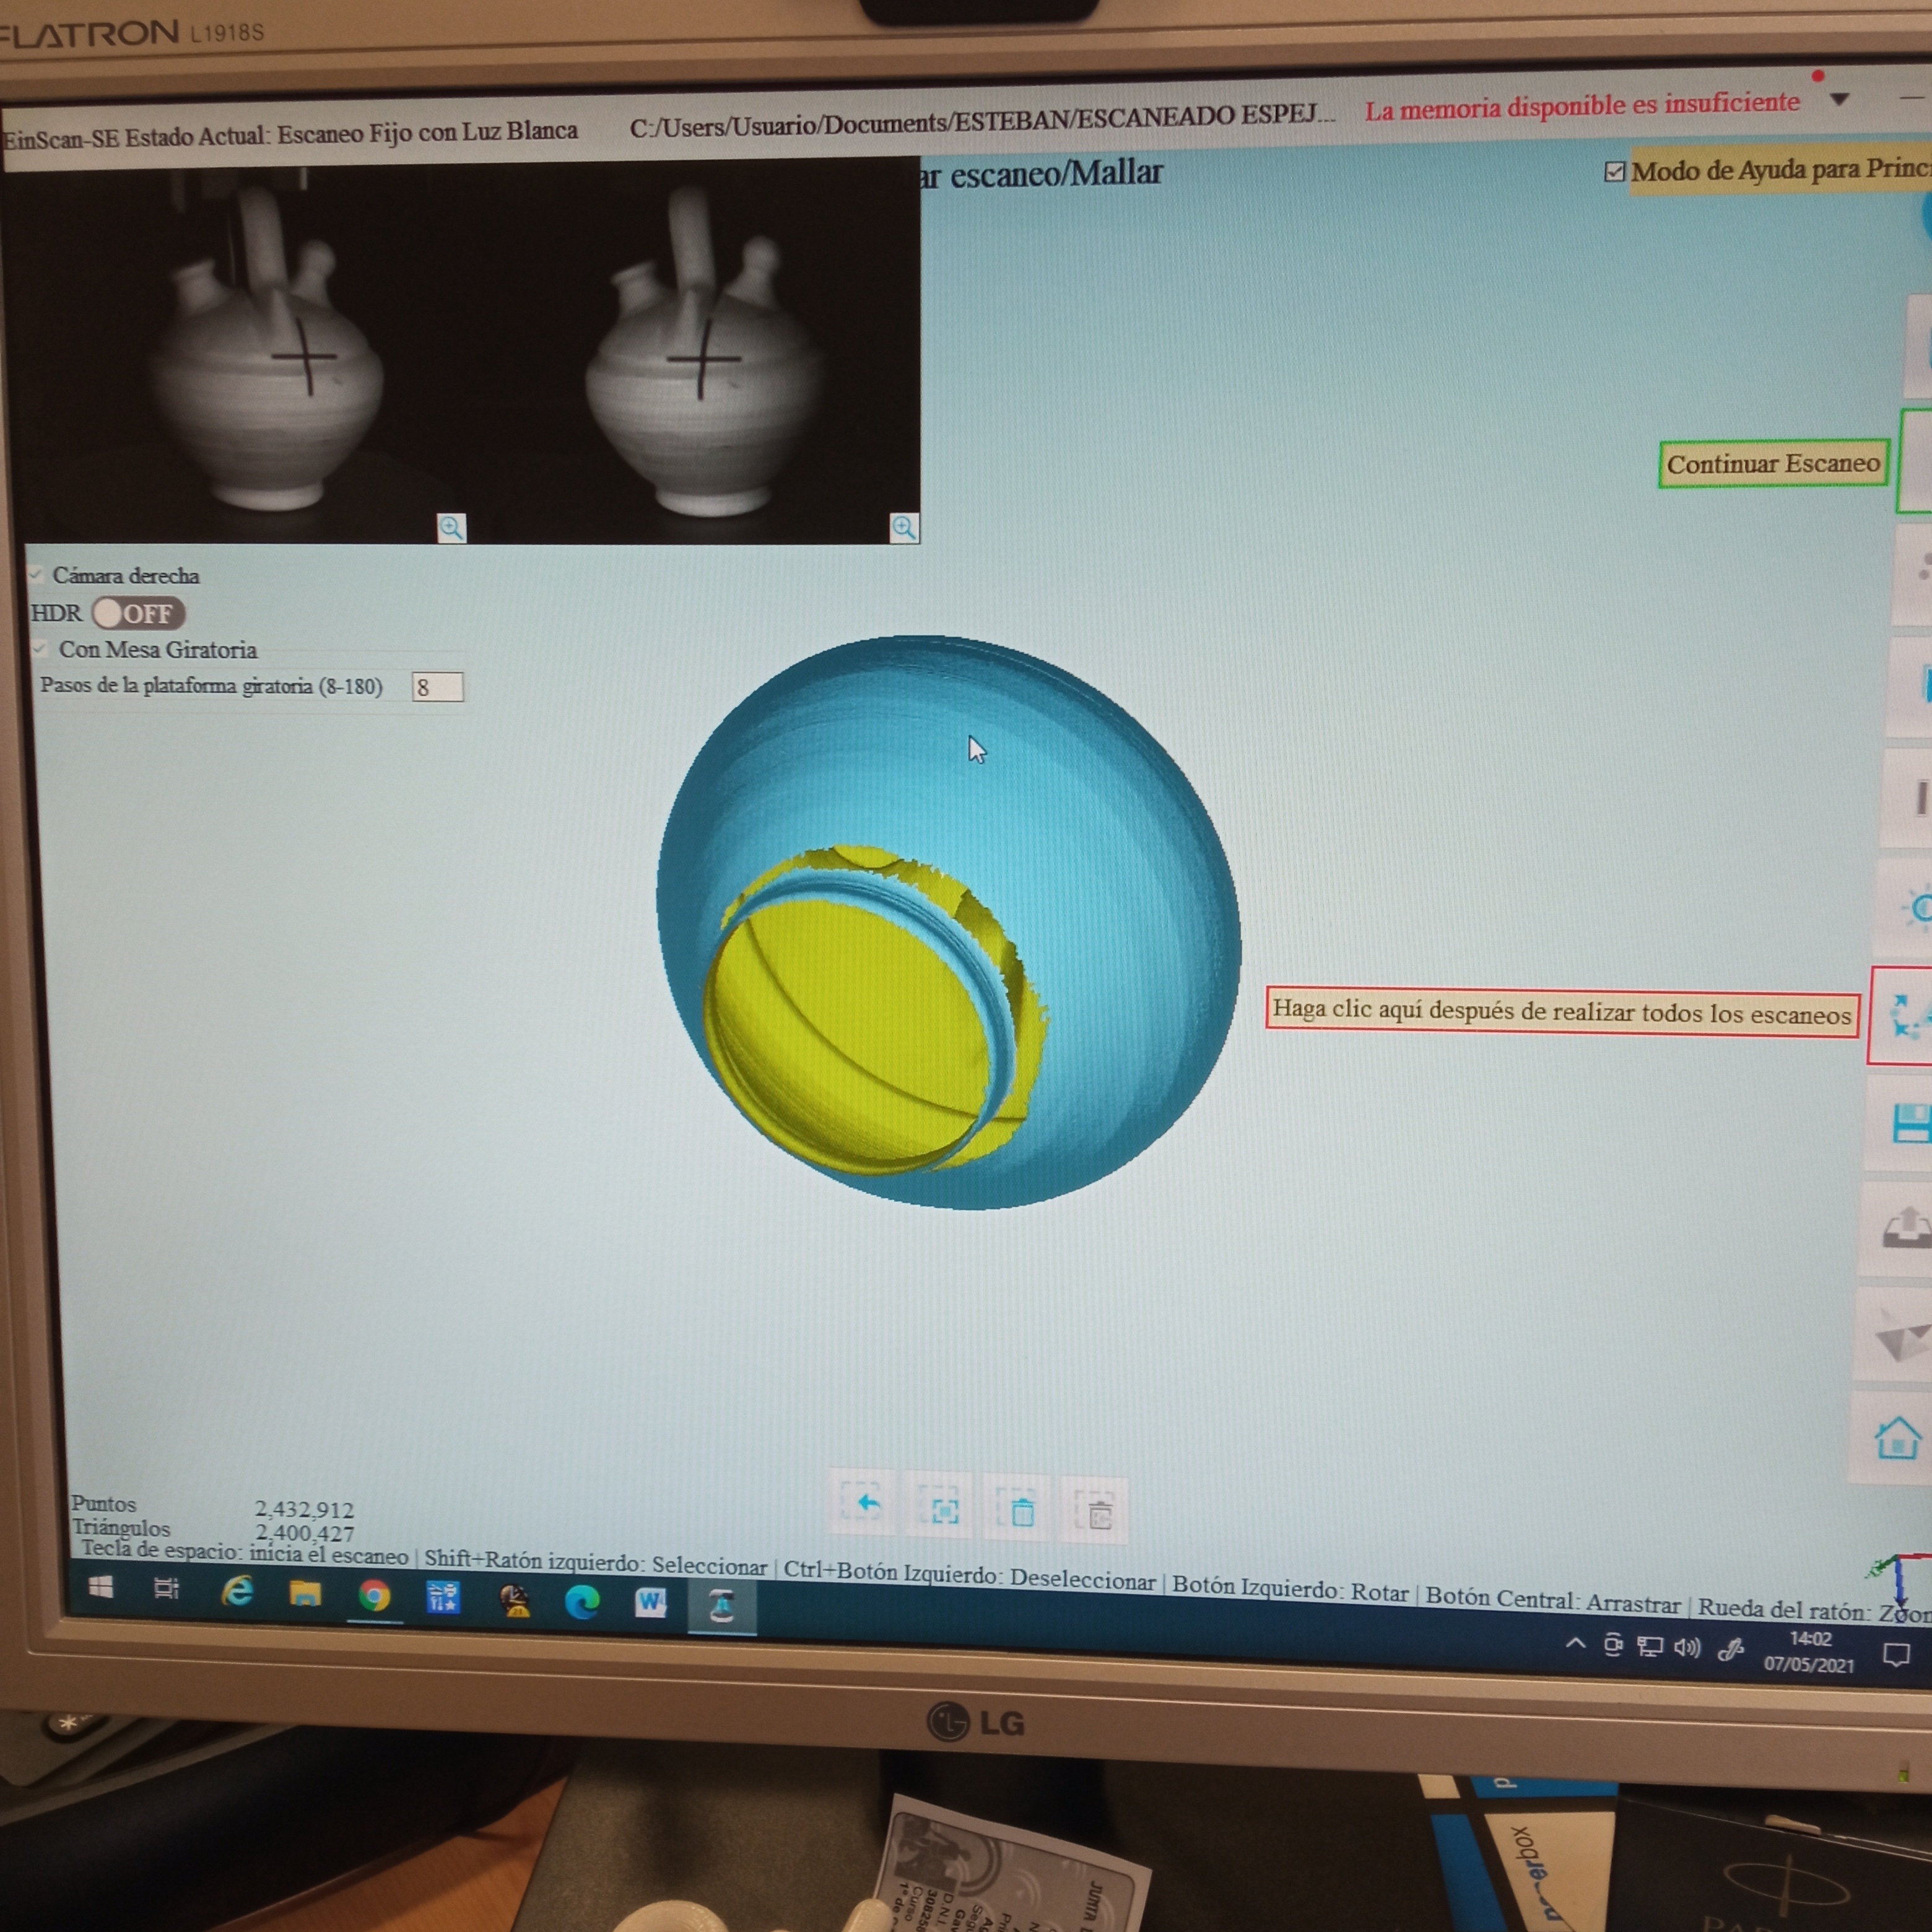 FLATRON L1918S
EinScan-SE Estado Actual: Escaneo Fijo con Luz Blanca C:/Users/Usuario/Documents/ESTEBAN/ESCANEADO ESPEJ... La memoria disponible es insuficiente
ar escaneo/Mallar
Modo de Ayuda para Princ
Continuar Escaneo
Cámara derecha
HDR OFF
Con Mesa Giratoria
Pasos de la plataforma giratoria (8-180) 8
Haga clic aquí después de realizar todos los escaneos
Puntos 2,432,912
Triángulos 2,400,427
Tecla de espacio: inicia el escaneo | Shift+Ratón izquierdo: Seleccionar | Ctrl+Botón Izquierdo: Deseleccionar | Botón Izquierdo: Rotar | Botón Central: Arrastrar | Rueda del ratón: Zoom
14:02
07/05/2021
LG
JUNTA
D.N.I.
Curso